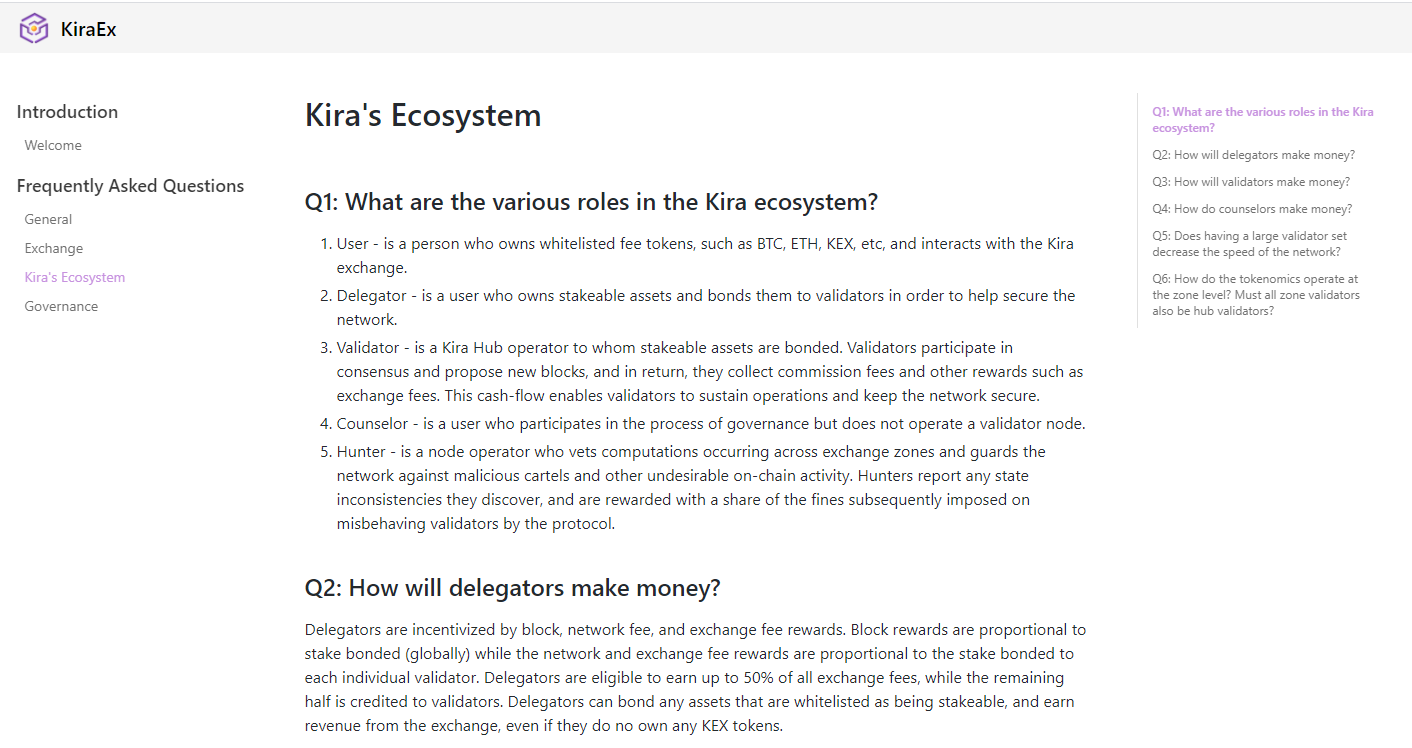 KiraEx
Introduction
Welcome
Frequently Asked Questions
General
Exchange
Kira's Ecosystem
Governance
Kira's Ecosystem
Q1: What are the various roles in the Kira ecosystem?
1. User - is a person who owns whitelisted fee tokens, such as BTC, ETH, KEX, etc, and interacts with the Kira
exchange.
2. Delegator - is a user who owns stakeable assets and bonds them to validators in order to help secure the
network.
3. Validator - is a Kira Hub operator to whom stakeable assets are bonded. Validators participate in
consensus and propose new blocks, and in return, they collect commission fees and other rewards such as
exchange fees. This cash-flow enables validators to sustain operations and keep the network secure.
4. Counselor - is a user who participates in the process of governance but does not operate a validator node.
5. Hunter - is a node operator who vets computations occurring across exchange zones and guards the
network against malicious cartels and other undesirable on-chain activity. Hunters report any state
inconsistencies they discover, and are rewarded with a share of the fines subsequently imposed on
misbehaving validators by the protocol.
Q2: How will delegators make money?
Delegators are incentivized by block, network fee, and exchange fee rewards. Block rewards are proportional to
stake bonded (globally) while the network and exchange fee rewards are proportional to the stake bonded to
each individual validator. Delegators are eligible to earn up to 50% of all exchange fees, while the remaining
half is credited to validators. Delegators can bond any assets that are whitelisted as being stakeable, and earn
revenue from the exchange, even if they do no own any KEX tokens.
Q1: What are the various roles in the Kira
ecosystem?
Q2: How will delegators make money?
Q3: How will validators make money?
Q4: How do counselors make money?
Q5: Does having a large validator set
decrease the speed of the network?
Q6: How do the tokenomics operate at
the zone level? Must all zone validators
also be hub validators?